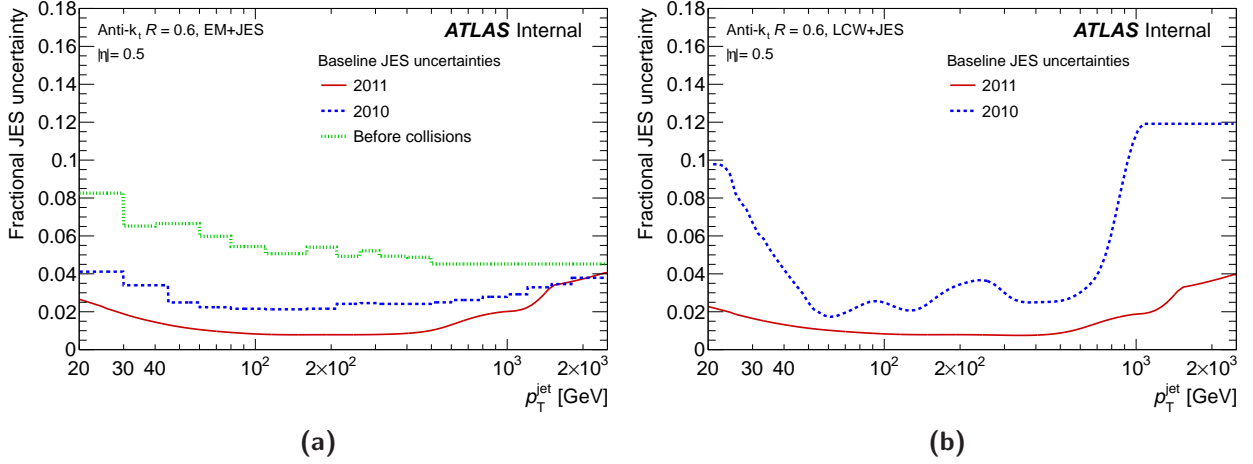 Fractional JES uncertainty
0.18
0.16
0.14
0.12
0.1
0.08
0.06
0.04
0.02
0
Anti-kt R = 0.6, EM+JES
|η|= 0.5
ATLAS Internal
Baseline JES uncertainties
2011
2010
Before collisions
20 30 40 10² 2×10² 10³ 2×10³
pTjet [GeV]
(a)
Fractional JES uncertainty
0.18
0.16
0.14
0.12
0.1
0.08
0.06
0.04
0.02
0
Anti-kt R = 0.6, LCW+JES
|η|= 0.5
ATLAS Internal
Baseline JES uncertainties
2011
2010
20 30 40 10² 2×10² 10³ 2×10³
pTjet [GeV]
(b)